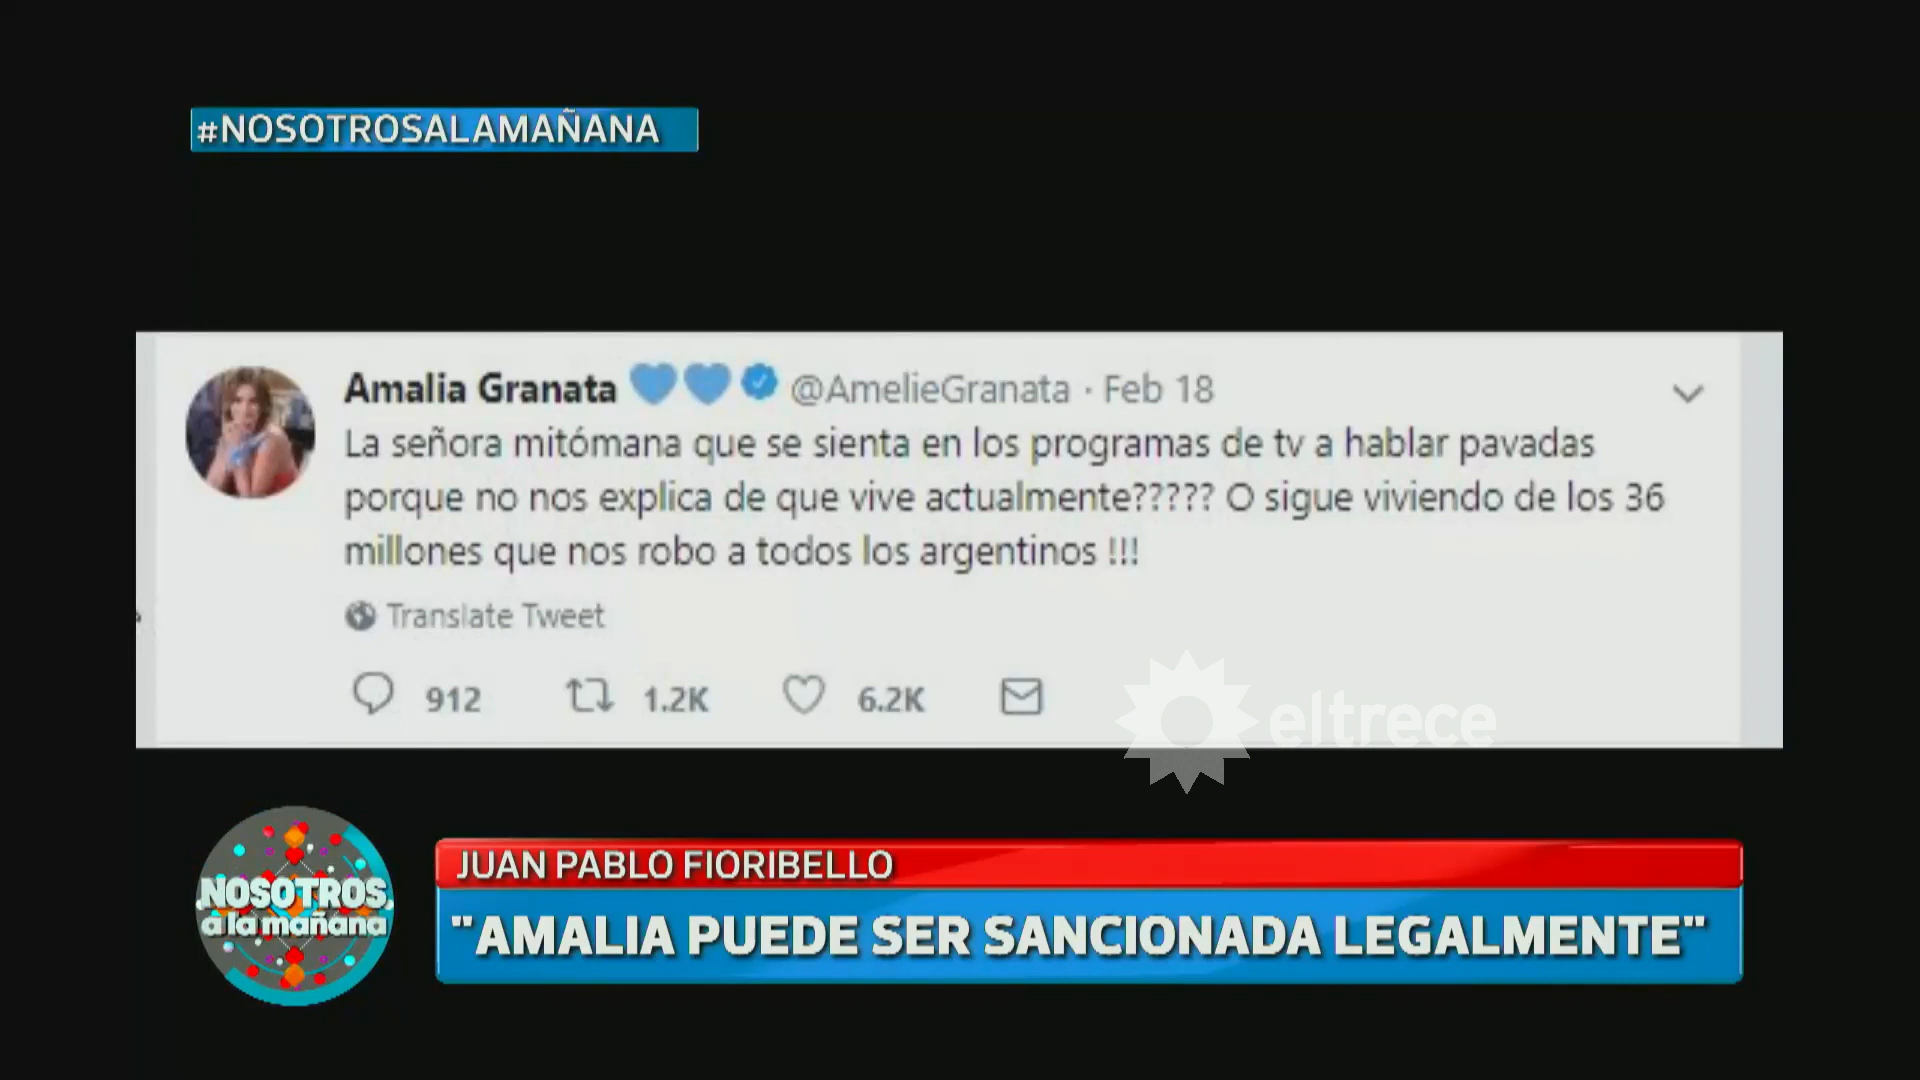 #NOSOTROSALAMAÑANA
Amalia Granata 💙💙 @AmelieGranata · Feb 18
La señora mitómana que se sienta en los programas de tv a hablar pavadas
porque no nos explica de que vive actualmente????? O sigue viviendo de los 36
millones que nos robo a todos los argentinos !!!
Translate Tweet
912 1.2K 6.2K
eltrece
NOSOTROS
a la mañana
JUAN PABLO FIORIBELLO
"AMALIA PUEDE SER SANCIONADA LEGALMENTE"